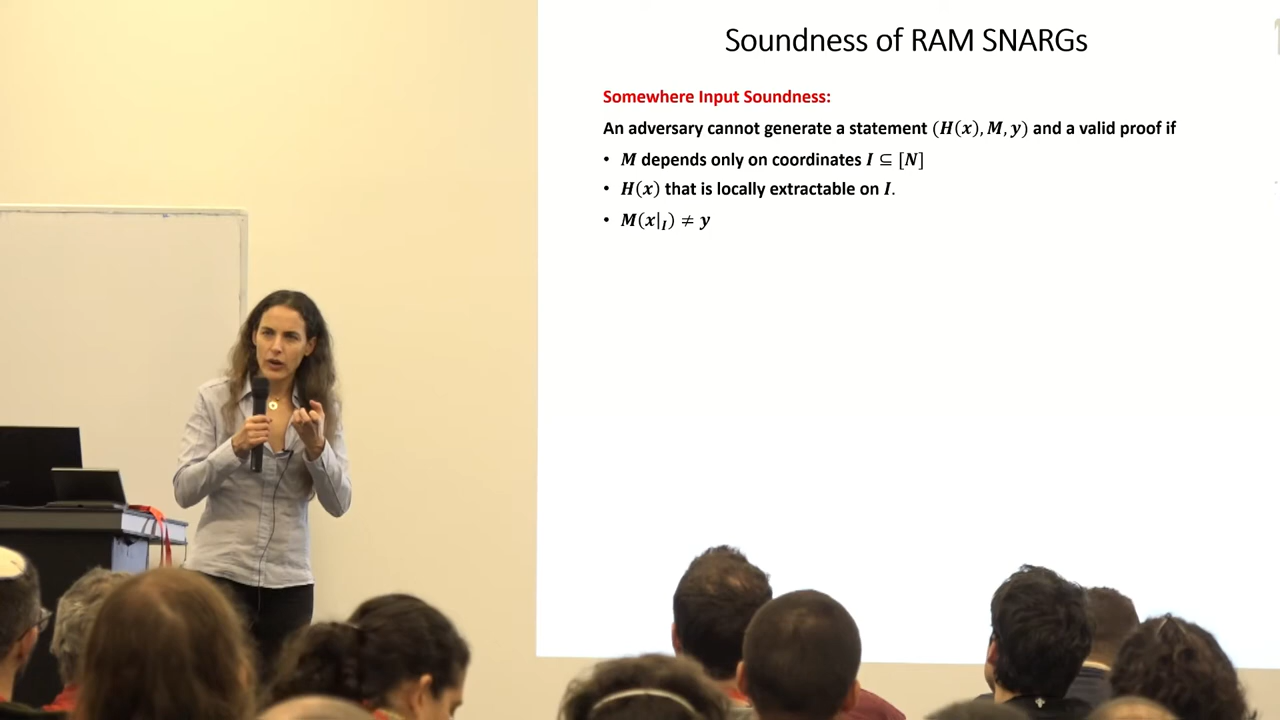 Soundness of RAM SNARGs
Somewhere Input Soundness:
An adversary cannot generate a statement (H(x), M, y) and a valid proof if
• M depends only on coordinates I ⊆ [N]
• H(x) that is locally extractable on I.
• M(x|_I) ≠ y